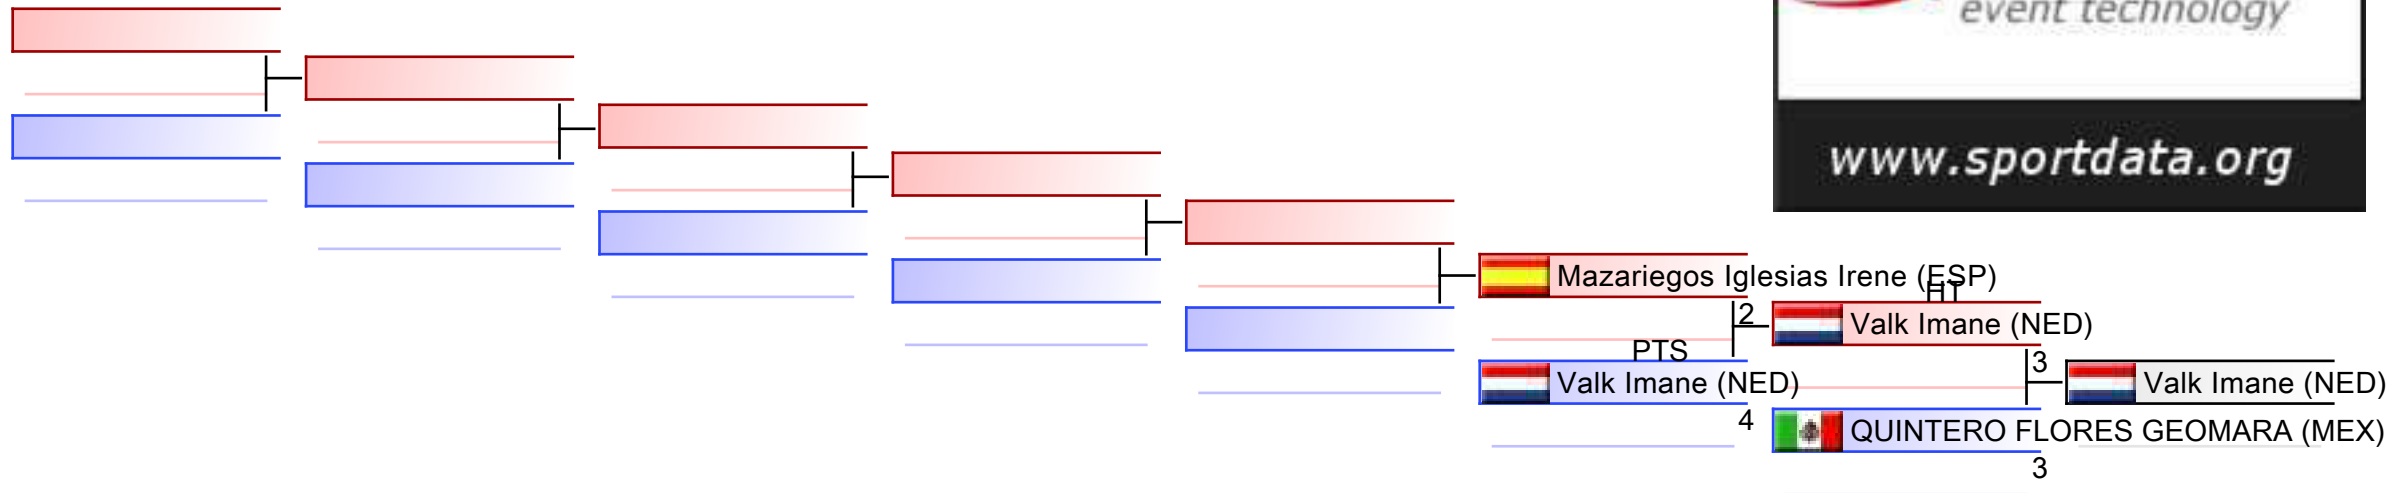 event technology
www.sportdata.org
Mazariegos Iglesias Irene (ESP)
HT
2
Valk Imane (NED)
PTS
3
Valk Imane (NED)
Valk Imane (NED)
4
QUINTERO FLORES GEOMARA (MEX)
3